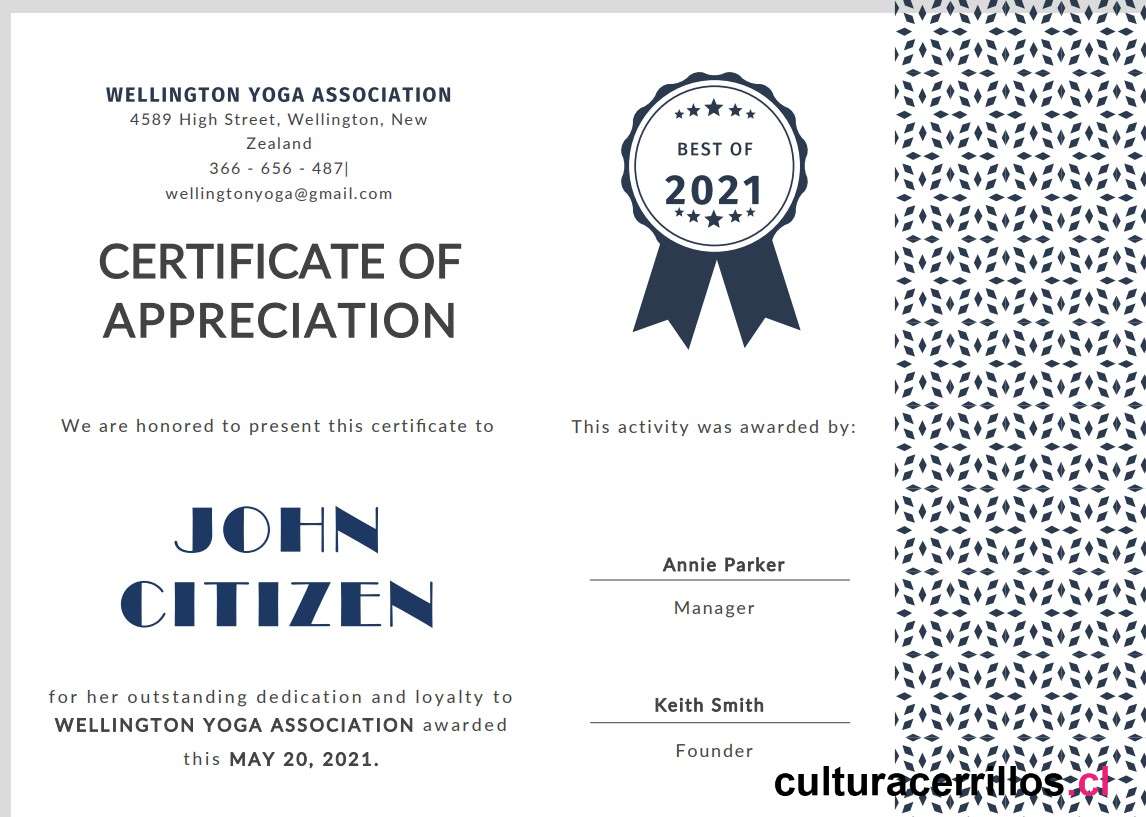 WELLINGTON YOGA ASSOCIATION
4589 High Street, Wellington, New
Zealand
366 - 656 - 487|
wellingtonyoga@gmail.com
CERTIFICATE OF
APPRECIATION
We are honored to present this certificate to
JOHN
CITIZEN
for her outstanding dedication and loyalty to
WELLINGTON YOGA ASSOCIATION awarded
this MAY 20, 2021.
BEST OF
2021
This activity was awarded by:
Annie Parker
Manager
Keith Smith
Founder
culturacerrillos.cl